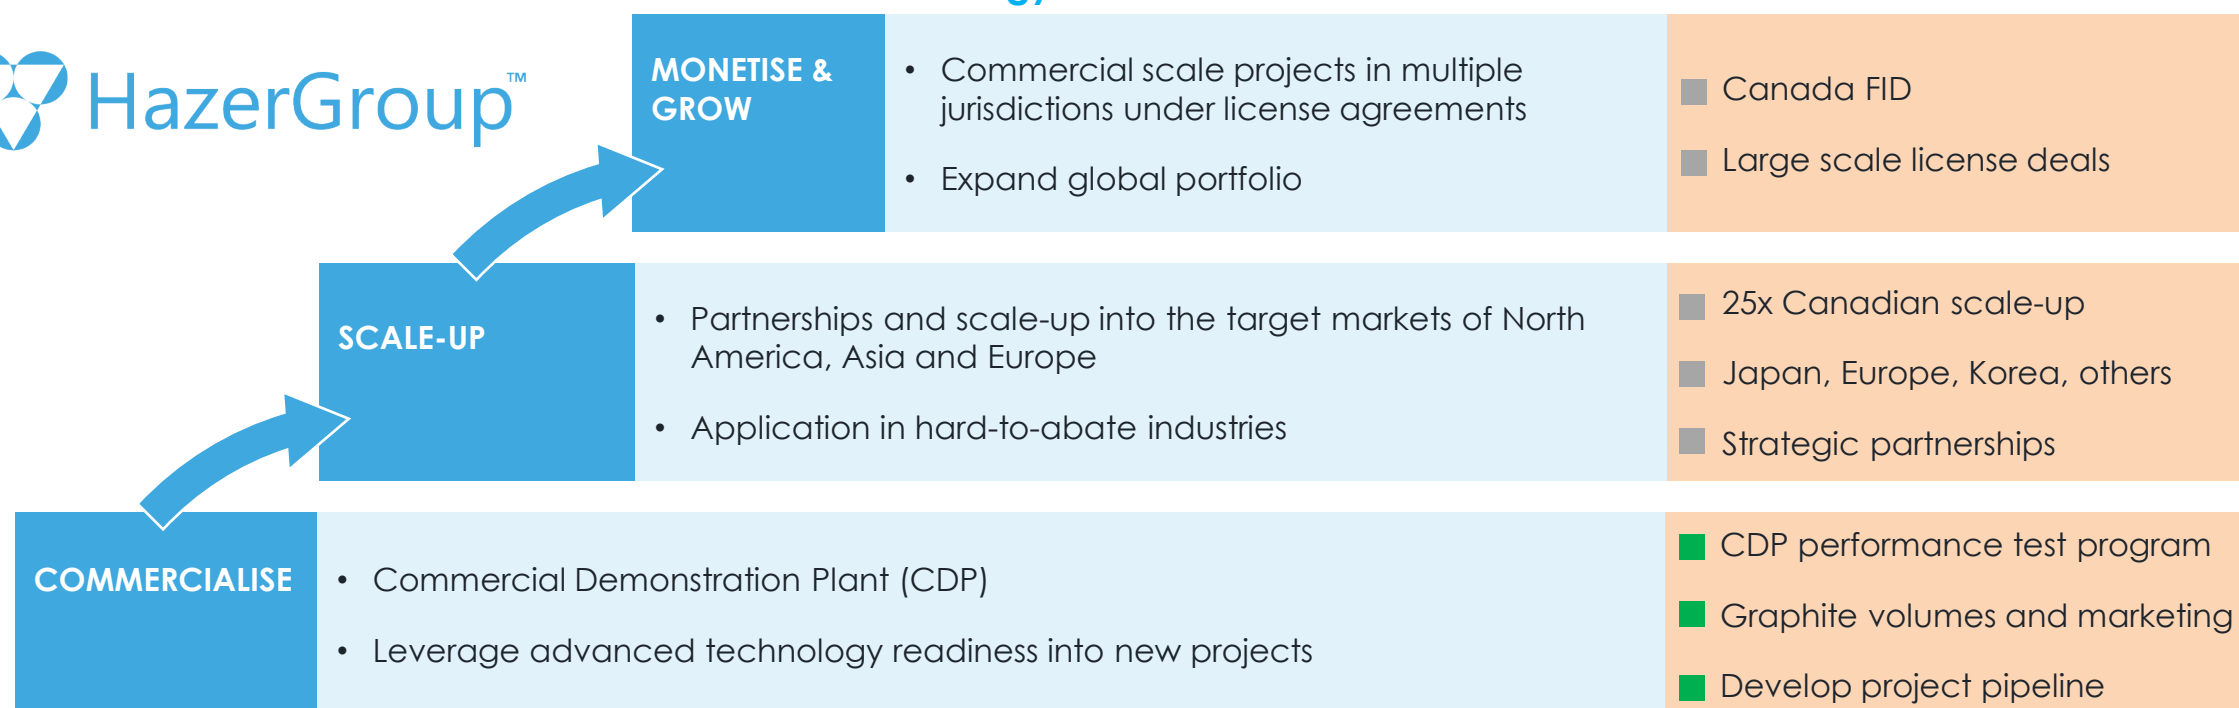 HazerGroup™
MONETISE &
GROW
• Commercial scale projects in multiple
jurisdictions under license agreements
• Expand global portfolio
Canada FID
Large scale license deals
SCALE-UP
• Partnerships and scale-up into the target markets of North
America, Asia and Europe
• Application in hard-to-abate industries
25x Canadian scale-up
Japan, Europe, Korea, others
Strategic partnerships
COMMERCIALISE
• Commercial Demonstration Plant (CDP)
• Leverage advanced technology readiness into new projects
CDP performance test program
Graphite volumes and marketing
Develop project pipeline